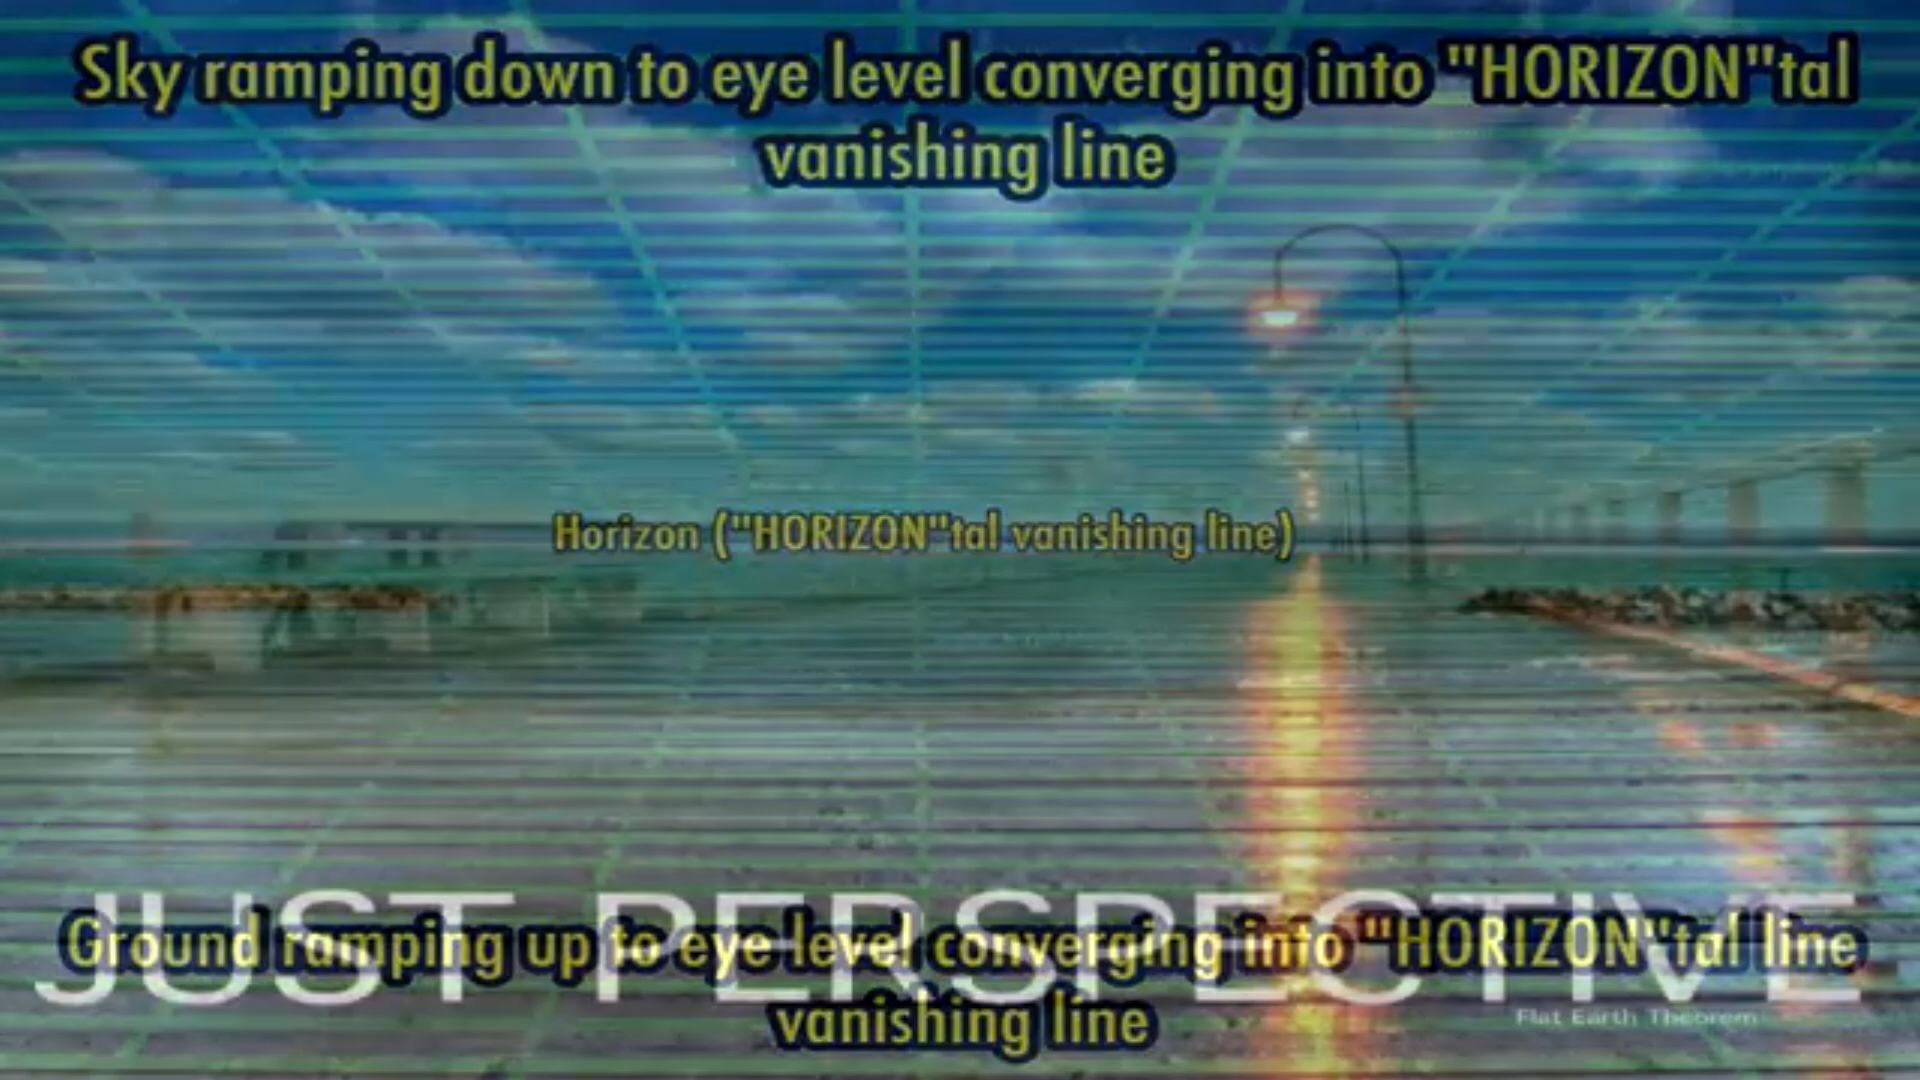 Sky ramping down to eye level converging into "HORIZON"tal
vanishing line
Horizon ("HORIZON"tal vanishing line)
JUST PERSPECTIVE
Ground ramping up to eye level converging into "HORIZON"tal line
vanishing line
Flat Earth Theorem